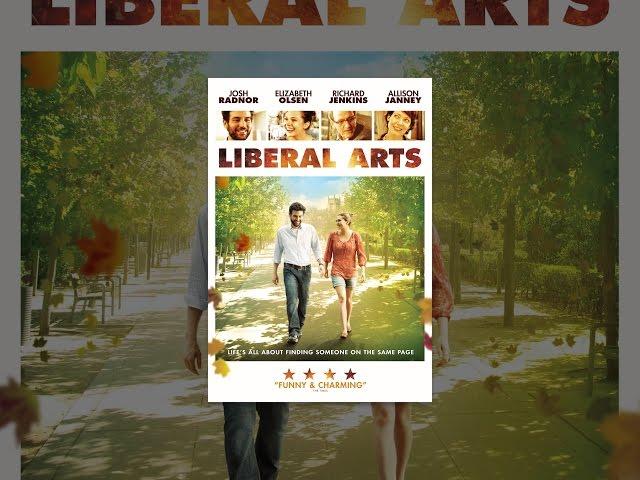 LIBERAL ARTS
JOSH RADNOR
ELIZABETH OLSEN
RICHARD JENKINS
ALLISON JANNEY
LIBERAL ARTS
LIFE'S ALL ABOUT FINDING SOMEONE ON THE SAME PAGE
"FUNNY & CHARMING"